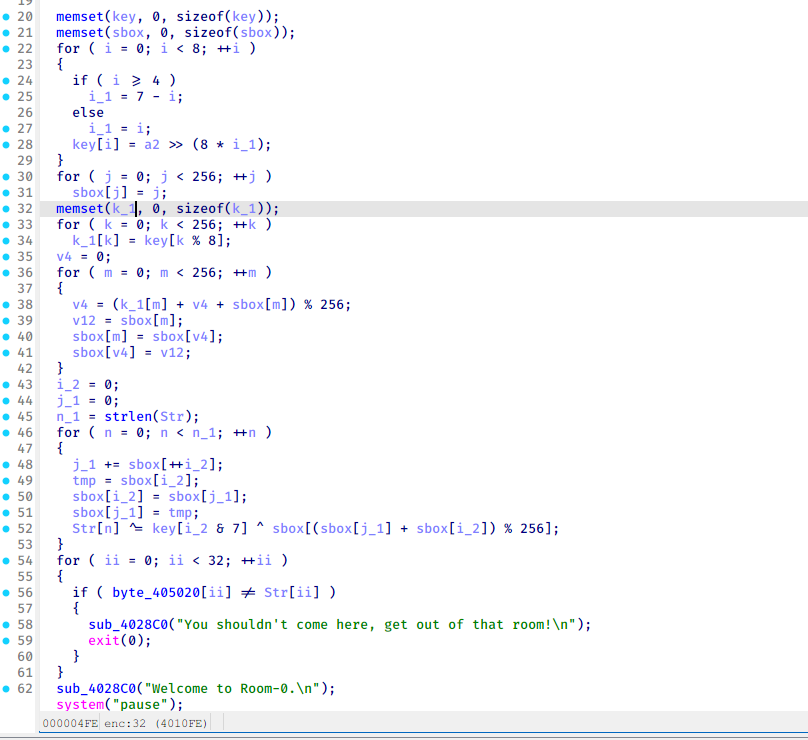 19
20 memset(key, 0, sizeof(key));
21 memset(sbox, 0, sizeof(sbox));
22 for ( i = 0; i < 8; ++i )
23 {
24 if ( i >= 4 )
25 i_1 = 7 - i;
26 else
27 i_1 = i;
28 key[i] = a2 >> (8 * i_1);
29 }
30 for ( j = 0; j < 256; ++j )
31 sbox[j] = j;
32 memset(k_1, 0, sizeof(k_1));
33 for ( k = 0; k < 256; ++k )
34 k_1[k] = key[k % 8];
35 v4 = 0;
36 for ( m = 0; m < 256; ++m )
37 {
38 v4 = (k_1[m] + v4 + sbox[m]) % 256;
39 v12 = sbox[m];
40 sbox[m] = sbox[v4];
41 sbox[v4] = v12;
42 }
43 i_2 = 0;
44 j_1 = 0;
45 n_1 = strlen(Str);
46 for ( n = 0; n < n_1; ++n )
47 {
48 j_1 += sbox[++i_2];
49 tmp = sbox[i_2];
50 sbox[i_2] = sbox[j_1];
51 sbox[j_1] = tmp;
52 Str[n] ^= key[i_2 & 7] ^ sbox[(sbox[j_1] + sbox[i_2]) % 256];
53 }
54 for ( ii = 0; ii < 32; ++ii )
55 {
56 if ( byte_405020[ii] != Str[ii] )
57 {
58 sub_4028C0("You shouldn't come here, get out of that room!\n");
59 exit(0);
60 }
61 }
62 sub_4028C0("Welcome to Room-0.\n");
system("pause");
000004FE enc:32 (4010FE)